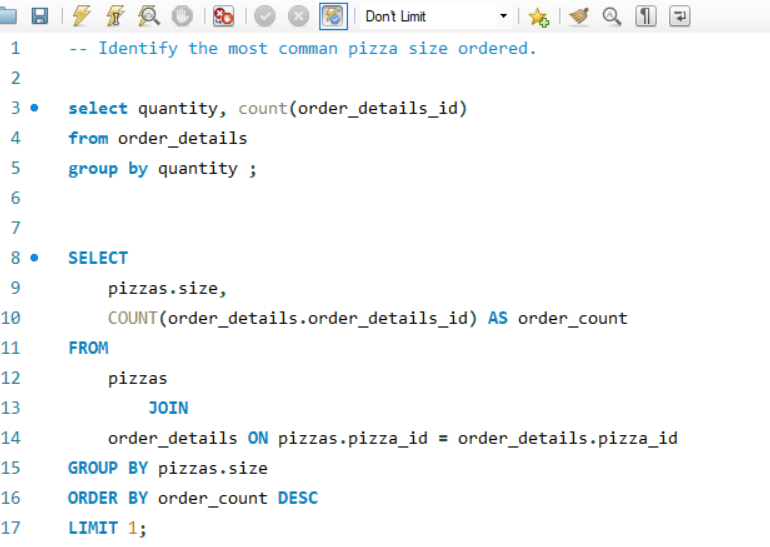 Don't Limit
1 -- Identify the most comman pizza size ordered.
2
3 select quantity, count(order_details_id)
4 from order_details
5 group by quantity ;
6
7
8 SELECT
9 pizzas.size,
10 COUNT(order_details.order_details_id) AS order_count
11 FROM
12 pizzas
13 JOIN
14 order_details ON pizzas.pizza_id = order_details.pizza_id
15 GROUP BY pizzas.size
16 ORDER BY order_count DESC
17 LIMIT 1;